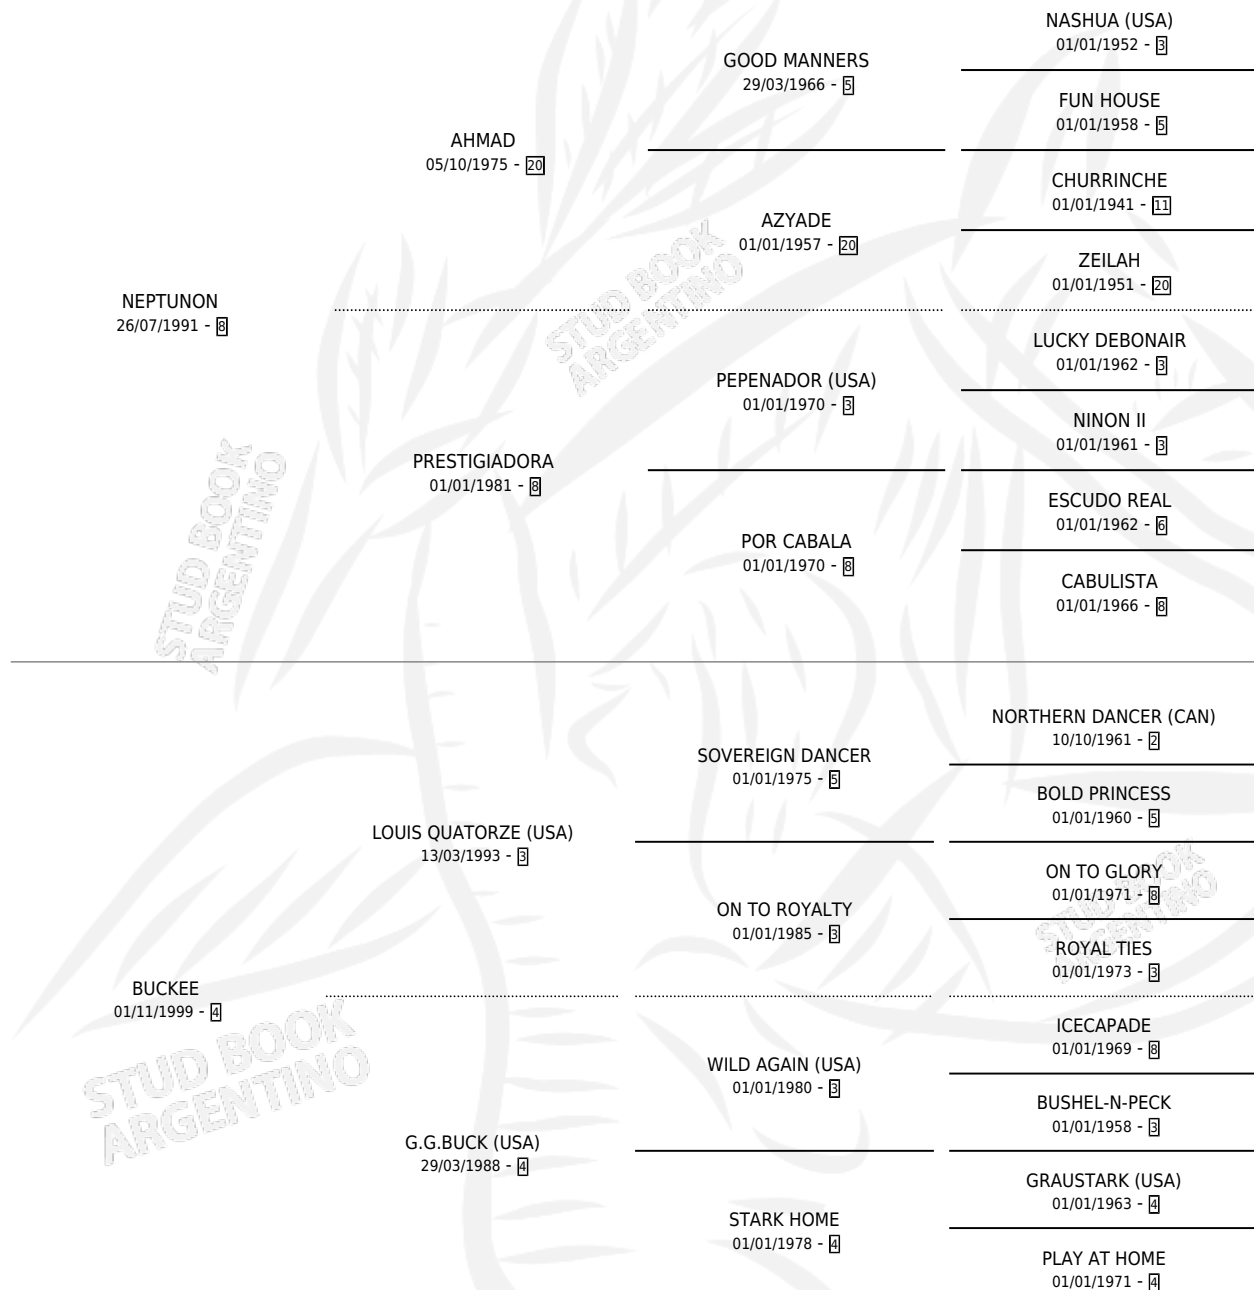 NEPTUNON
26/07/1991 - 8
AHMAD
05/10/1975 - 20
PRESTIGIADORA
01/01/1981 - 8
GOOD MANNERS
29/03/1966 - 5
AZYADE
01/01/1957 - 20
PEPENADOR (USA)
01/01/1970 - 3
POR CABALA
01/01/1970 - 8
NASHUA (USA)
01/01/1952 - 3
FUN HOUSE
01/01/1958 - 5
CHURRINCHE
01/01/1941 - 11
ZEILAH
01/01/1951 - 20
LUCKY DEBONAIR
01/01/1962 - 3
NINON II
01/01/1961 - 3
ESCUDO REAL
01/01/1962 - 6
CABULISTA
01/01/1966 - 8
BUCKEE
01/11/1999 - 4
LOUIS QUATORZE (USA)
13/03/1993 - 3
G.G.BUCK (USA)
29/03/1988 - 4
SOVEREIGN DANCER
01/01/1975 - 5
ON TO ROYALTY
01/01/1985 - 3
WILD AGAIN (USA)
01/01/1980 - 3
STARK HOME
01/01/1978 - 4
NORTHERN DANCER (CAN)
10/10/1961 - 2
BOLD PRINCESS
01/01/1960 - 5
ON TO GLORY
01/01/1971 - 8
ROYAL TIES
01/01/1973 - 3
ICECAPADE
01/01/1969 - 8
BUSHEL-N-PECK
01/01/1958 - 3
GRAUSTARK (USA)
01/01/1963 - 4
PLAY AT HOME
01/01/1971 - 4
STUD BOOK
ARGENTINO
STUD BOOK
ARGENTINO
STUD BOOK
ARGENTINO
STUD BOOK
ARGENTINO